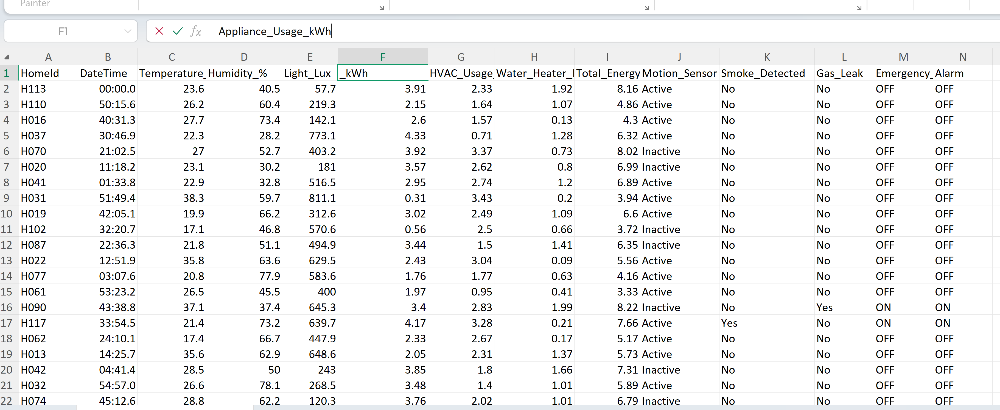 Painter
F1 fx Appliance_Usage_kWh
A B C D E F G H I J K L M N
1 HomeId DateTime Temperature_ Humidity_% Light_Lux _kWh HVAC_Usage_ Water_Heater_ Total_Energy Motion_Sensor Smoke_Detected Gas_Leak Emergency_ Alarm
2 H113 00:00.0 23.6 40.5 57.7 3.91 2.33 1.92 8.16 Active No No OFF OFF
3 H110 50:15.6 26.2 60.4 219.3 2.15 1.64 1.07 4.86 Active No No OFF OFF
4 H016 40:31.3 27.7 73.4 142.1 2.6 1.57 0.13 4.3 Active No No OFF OFF
5 H037 30:46.9 22.3 28.2 773.1 4.33 0.71 1.28 6.32 Active No No OFF OFF
6 H070 21:02.5 27 52.7 403.2 3.92 3.37 0.73 8.02 Inactive No No OFF OFF
7 H020 11:18.2 23.1 30.2 181 3.57 2.62 0.8 6.99 Inactive No No OFF OFF
8 H041 01:33.8 22.9 32.8 516.5 2.95 2.74 1.2 6.89 Active No No OFF OFF
9 H031 51:49.4 38.3 59.7 811.1 0.31 3.43 0.2 3.94 Active No No OFF OFF
10 H019 42:05.1 19.9 66.2 312.6 3.02 2.49 1.09 6.6 Active No No OFF OFF
11 H102 32:20.7 17.1 46.8 570.6 0.56 2.5 0.66 3.72 Inactive No No OFF OFF
12 H087 22:36.3 21.8 51.1 494.9 3.44 1.5 1.41 6.35 Inactive No No OFF OFF
13 H022 12:51.9 35.8 63.6 629.5 2.43 3.04 0.09 5.56 Active No No OFF OFF
14 H077 03:07.6 20.8 77.9 583.6 1.76 1.77 0.63 4.16 Active No No OFF OFF
15 H061 53:23.2 26.5 45.5 400 1.97 0.95 0.41 3.33 Active No No OFF OFF
16 H090 43:38.8 37.1 37.4 645.3 3.4 2.83 1.99 8.22 Inactive No Yes ON ON
17 H117 33:54.5 21.4 73.2 639.7 4.17 3.28 0.21 7.66 Active Yes No ON ON
18 H062 24:10.1 17.4 66.7 447.9 2.33 2.67 0.17 5.17 Active No No OFF OFF
19 H013 14:25.7 35.6 62.9 648.6 2.05 2.31 1.37 5.73 Active No No OFF OFF
20 H042 04:41.4 28.5 50 243 3.85 1.8 1.66 7.31 Inactive No No OFF OFF
21 H032 54:57.0 26.6 78.1 268.5 3.48 1.4 1.01 5.89 Active No No OFF OFF
22 H074 45:12.6 28.8 62.2 120.3 3.76 2.02 1.01 6.79 Inactive No No OFF OFF